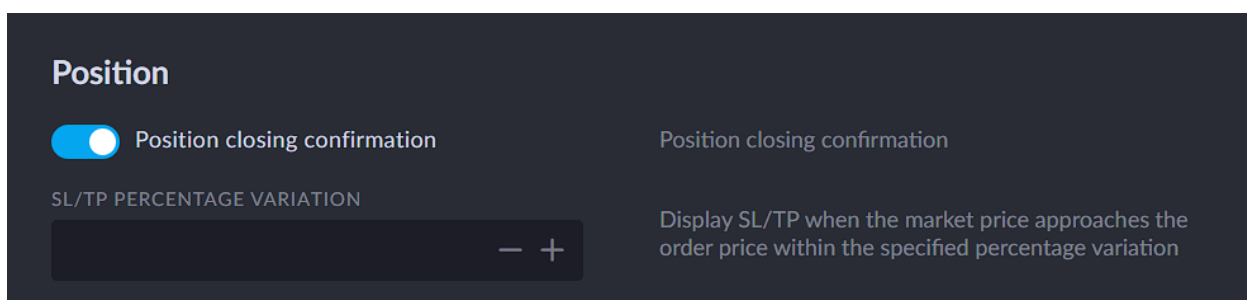 Position
Position closing confirmation
Position closing confirmation
SL/TP PERCENTAGE VARIATION
Display SL/TP when the market price approaches the
order price within the specified percentage variation